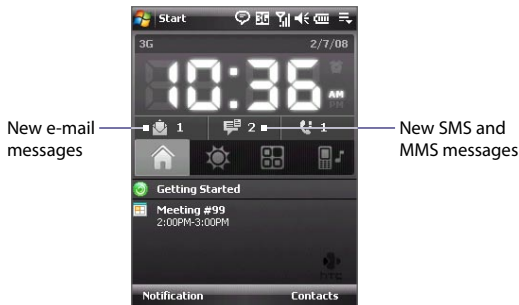 Start
3G
3G 2/7/08
10:36 AM
PM
1 2 1
New e-mail
messages
New SMS and
MMS messages
Getting Started
Meeting #99
2:00PM-3:00PM
hTC
Notification Contacts